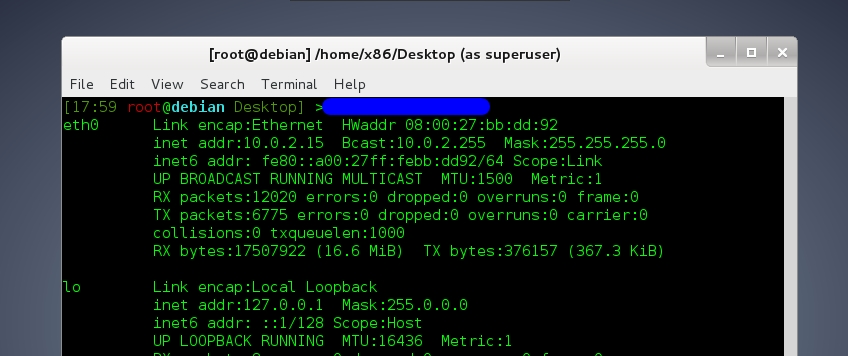 [root@debian] /home/x86/Desktop (as superuser)
File Edit View Search Terminal Help
[17:59 root@debian Desktop] >
eth0 Link encap:Ethernet HWaddr 08:00:27:bb:dd:92
inet addr:10.0.2.15 Bcast:10.0.2.255 Mask:255.255.255.0
inet6 addr: fe80::a00:27ff:febb:dd92/64 Scope:Link
UP BROADCAST RUNNING MULTICAST MTU:1500 Metric:1
RX packets:12020 errors:0 dropped:0 overruns:0 frame:0
TX packets:6775 errors:0 dropped:0 overruns:0 carrier:0
collisions:0 txqueuelen:1000
RX bytes:17507922 (16.6 MiB) TX bytes:376157 (367.3 KiB)
lo Link encap:Local Loopback
inet addr:127.0.0.1 Mask:255.0.0.0
inet6 addr: ::1/128 Scope:Host
UP LOOPBACK RUNNING MTU:16436 Metric:1